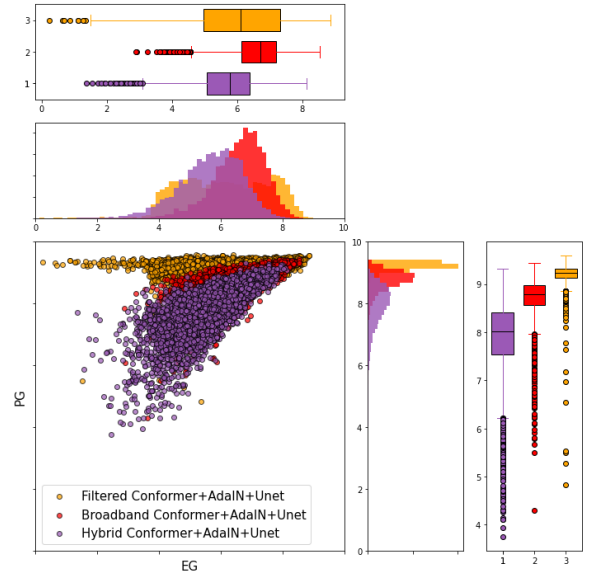 3
2
1
0 2 4 6 8
0 2 4 6 8 10
PG
EG
Filtered Conformer+AdaIN+Unet
Broadband Conformer+AdaIN+Unet
Hybrid Conformer+AdaIN+Unet
10
8
6
4
2
0
9
8
7
6
5
4
1 2 3